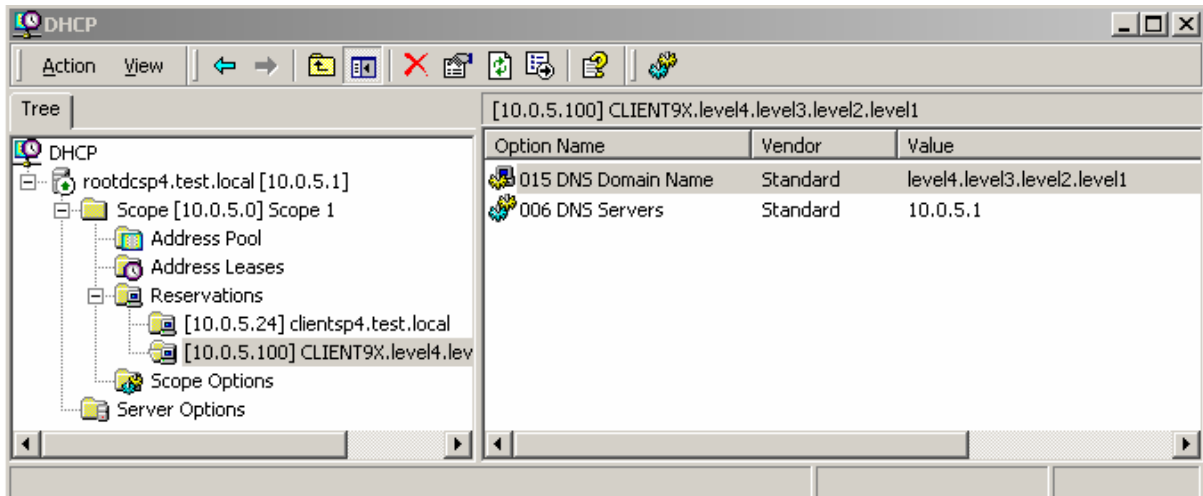 DHCP
Action View
Tree
[10.0.5.100] CLIENT9X.level4.level3.level2.level1
DHCP
rootdcsp4.test.local [10.0.5.1]
Scope [10.0.5.0] Scope 1
Address Pool
Address Leases
Reservations
[10.0.5.24] clientsp4.test.local
[10.0.5.100] CLIENT9X.level4.lev
Scope Options
Server Options
Option Name Vendor Value
015 DNS Domain Name Standard level4.level3.level2.level1
006 DNS Servers Standard 10.0.5.1